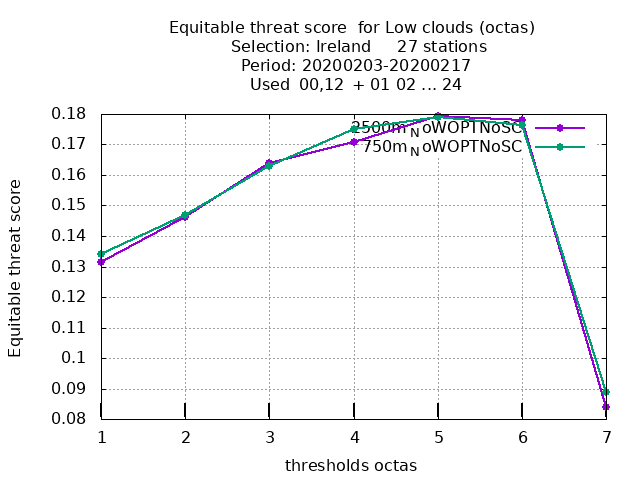 Equitable threat score for Low clouds (octas)
Selection: Ireland 27 stations
Period: 20200203-20200217
Used 00,12 + 01 02 ... 24
2500m_NoWOPTNoSC
750m_NoWOPTNoSC
0.18
0.17
0.16
0.15
0.14
0.13
0.12
0.11
0.1
0.09
0.08
Equitable threat score
1 2 3 4 5 6 7
thresholds octas